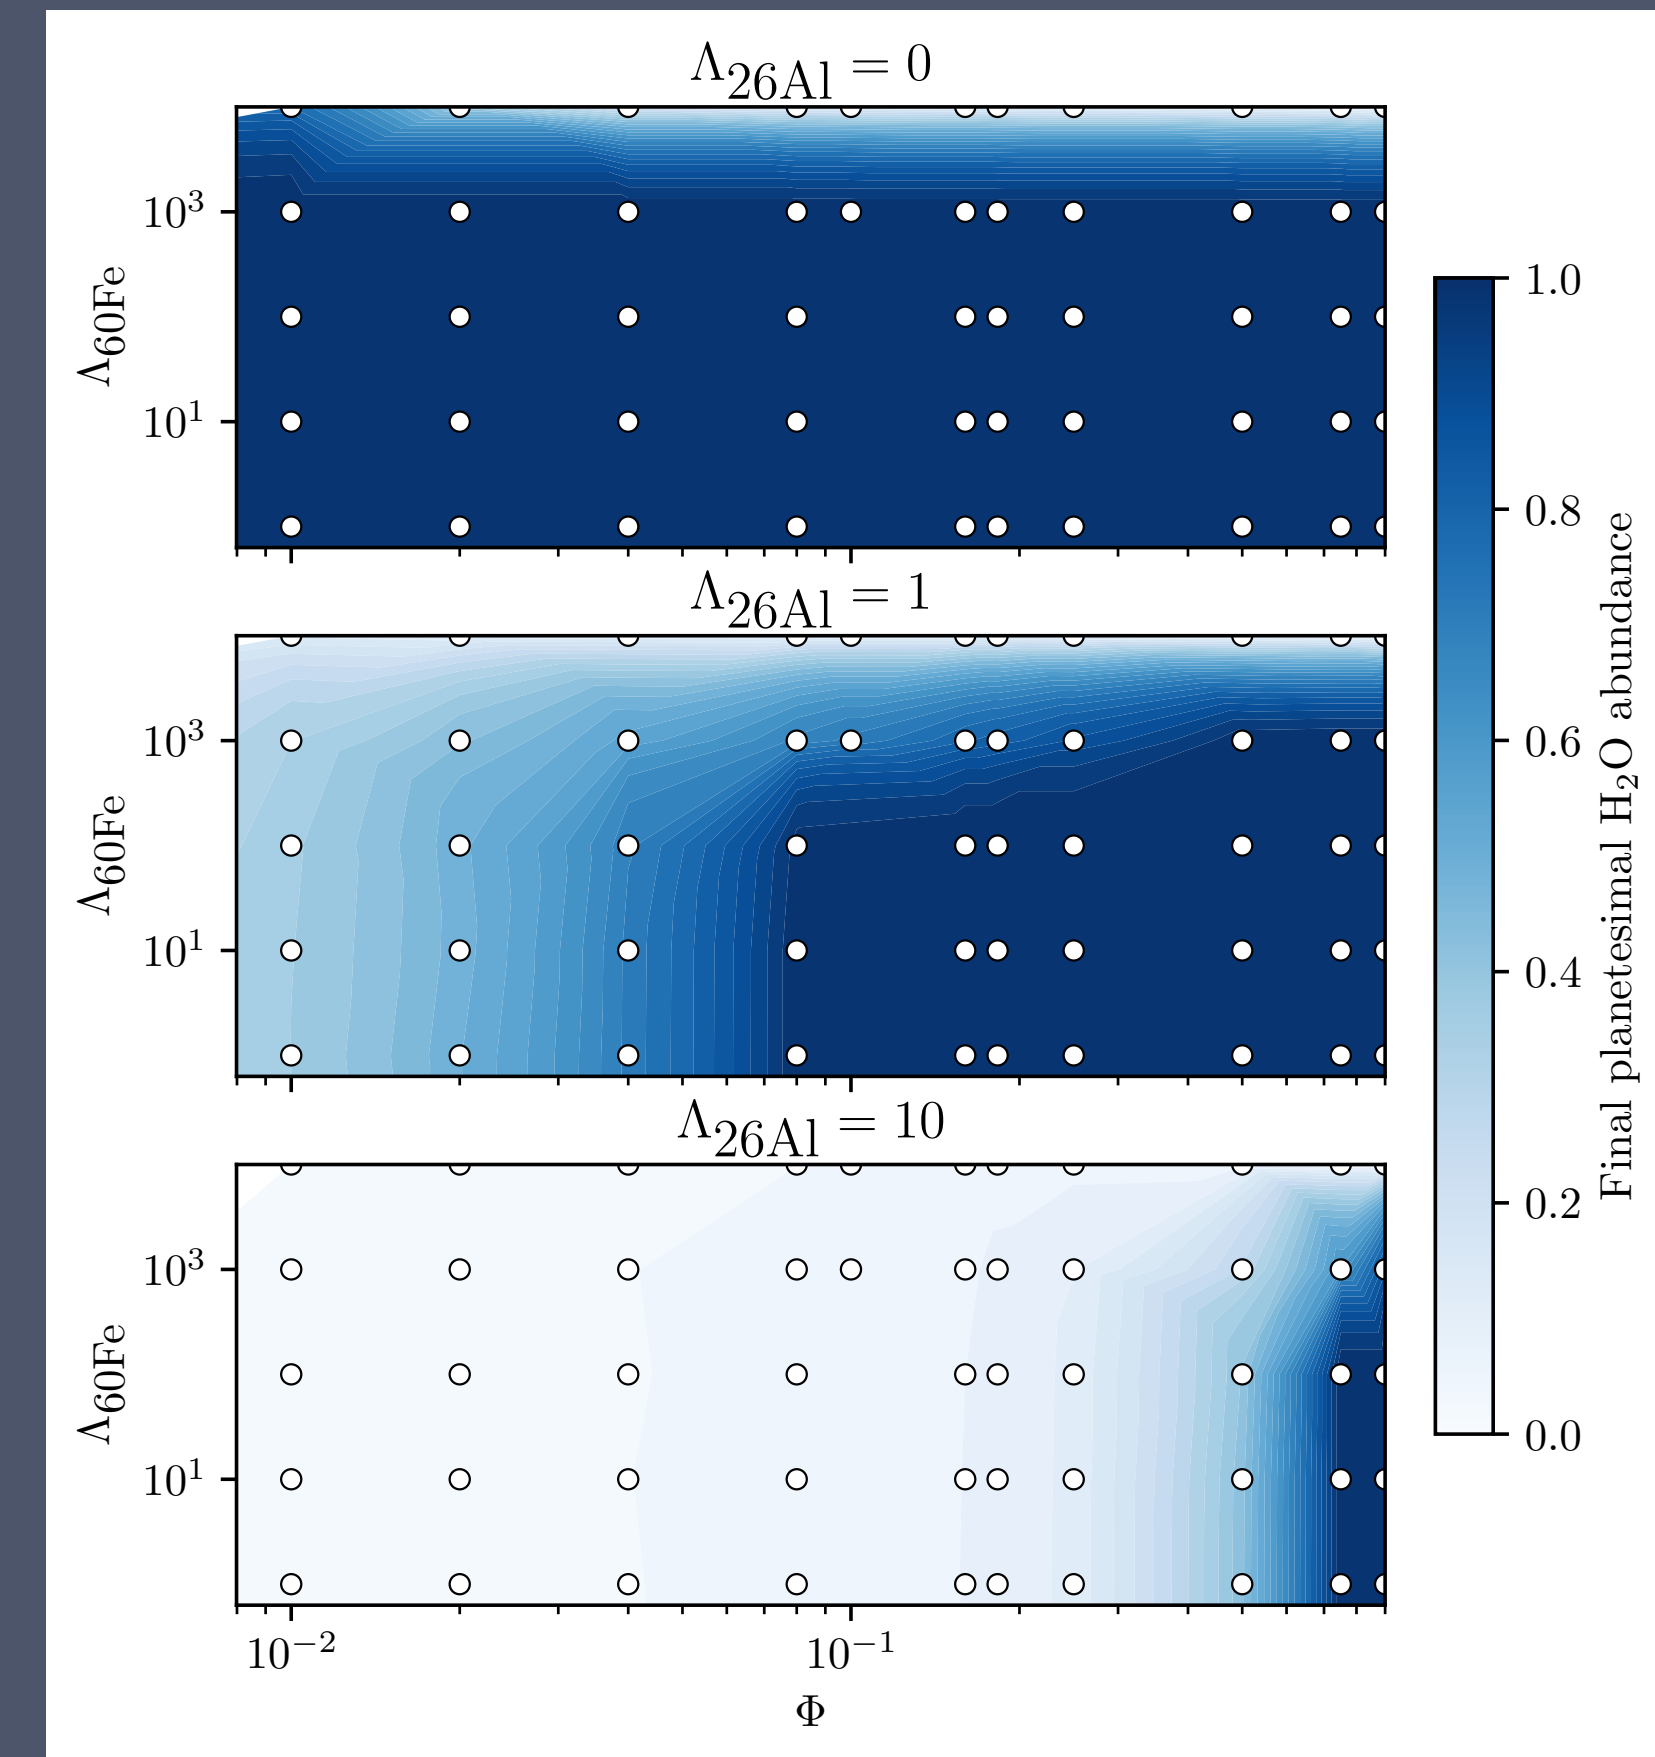 Λ26Al = 0
10³
10¹
Λ60Fe
Λ26Al = 1
10³
10¹
Λ60Fe
Λ26Al = 10
10³
10¹
Λ60Fe
10⁻² 10⁻¹
Φ
1.0
0.8
0.6
0.4
0.2
0.0
Final planetesimal H₂O abundance